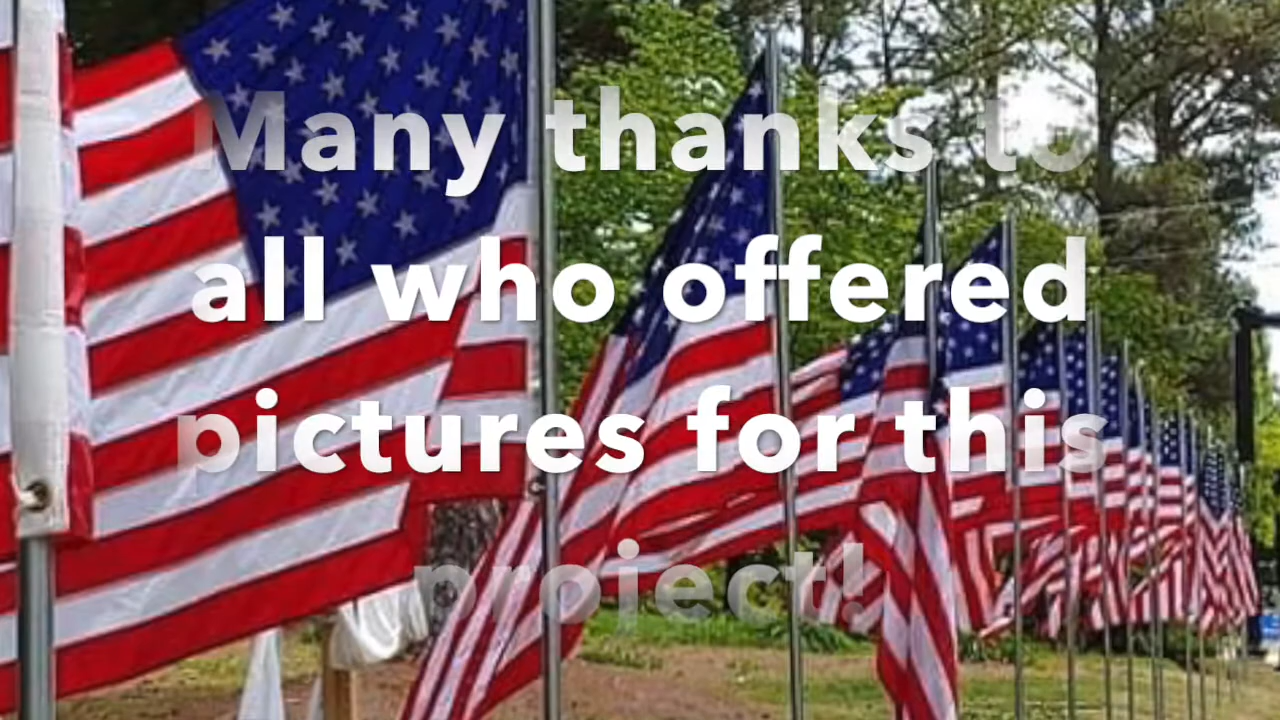 Many thanks to
all who offered
pictures for this
project!